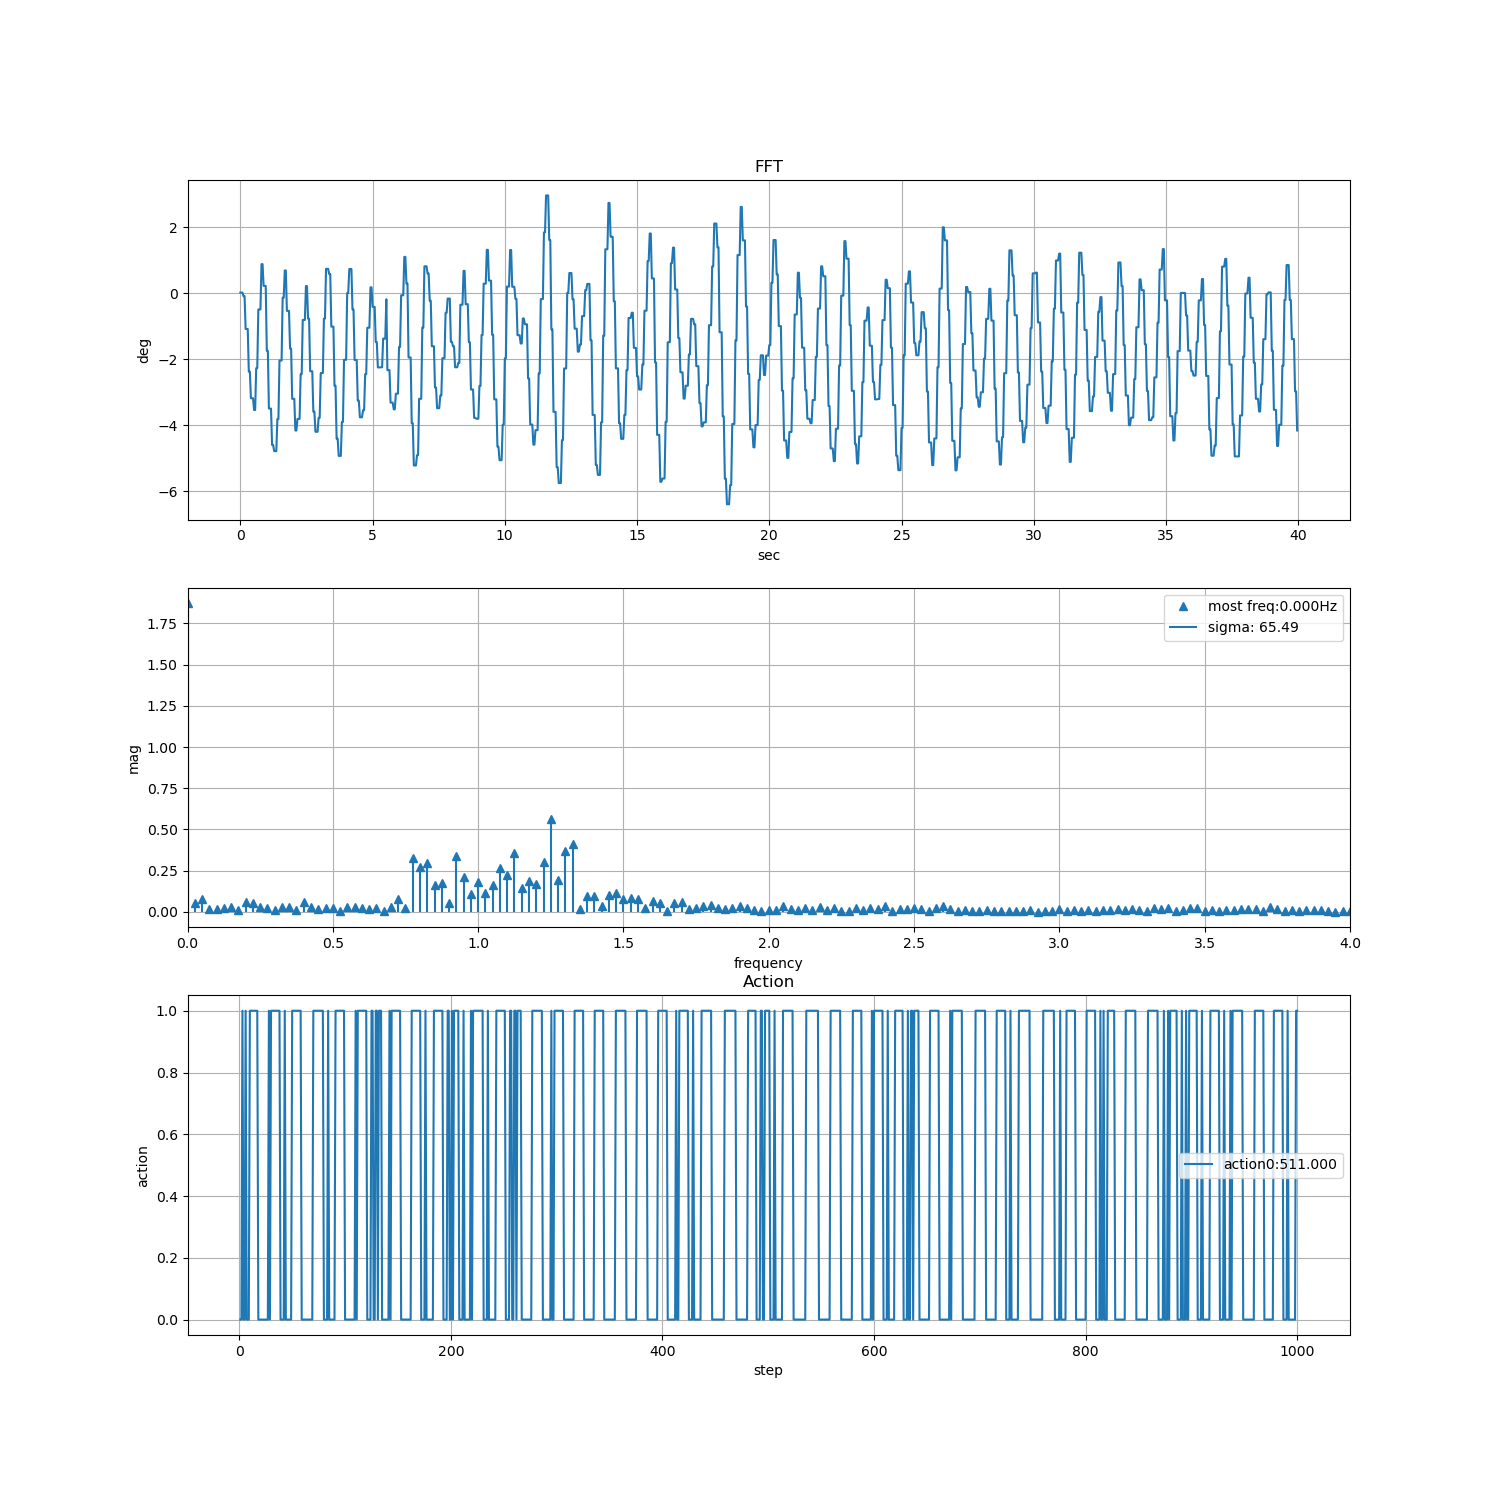 FFT
2
0
−2
−4
−6
deg
0 5 10 15 20 25 30 35 40
sec
most freq:0.000Hz
sigma: 65.49
1.75
1.50
1.25
1.00
0.75
0.50
0.25
0.00
mag
0.0 0.5 1.0 1.5 2.0 2.5 3.0 3.5 4.0
frequency
Action
1.0
0.8
0.6
0.4
0.2
0.0
action
action0:511.000
0 200 400 600 800 1000
step